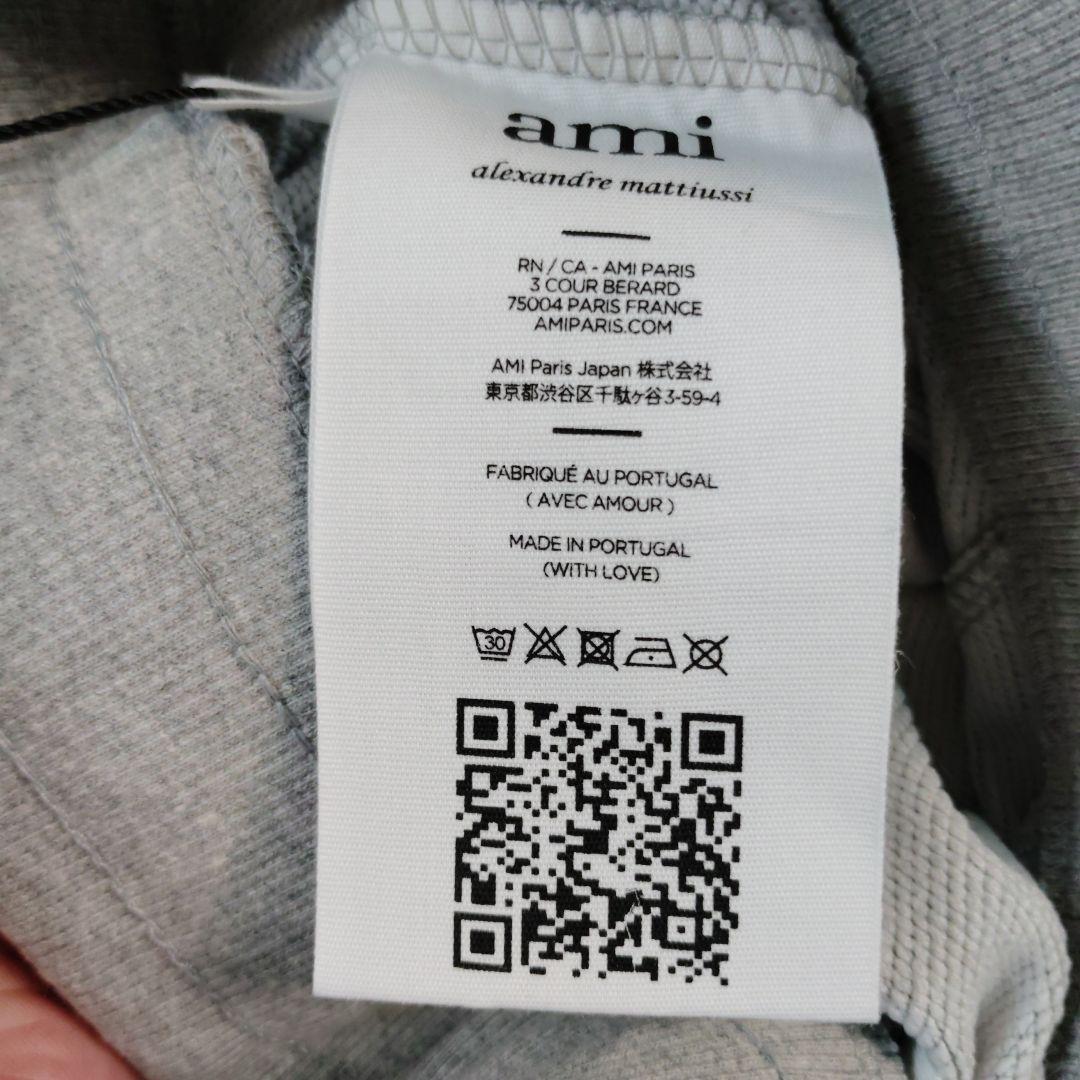 ami
alexandre mattiussi
RN / CA - AMI PARIS
3 COUR BERARD
75004 PARIS FRANCE
AMIPARIS.COM
AMI Paris Japan 株式会社
東京都渋谷区千駄ヶ谷3-59-4
FABRIQUÉ AU PORTUGAL
( AVEC AMOUR )
MADE IN PORTUGAL
(WITH LOVE)
30